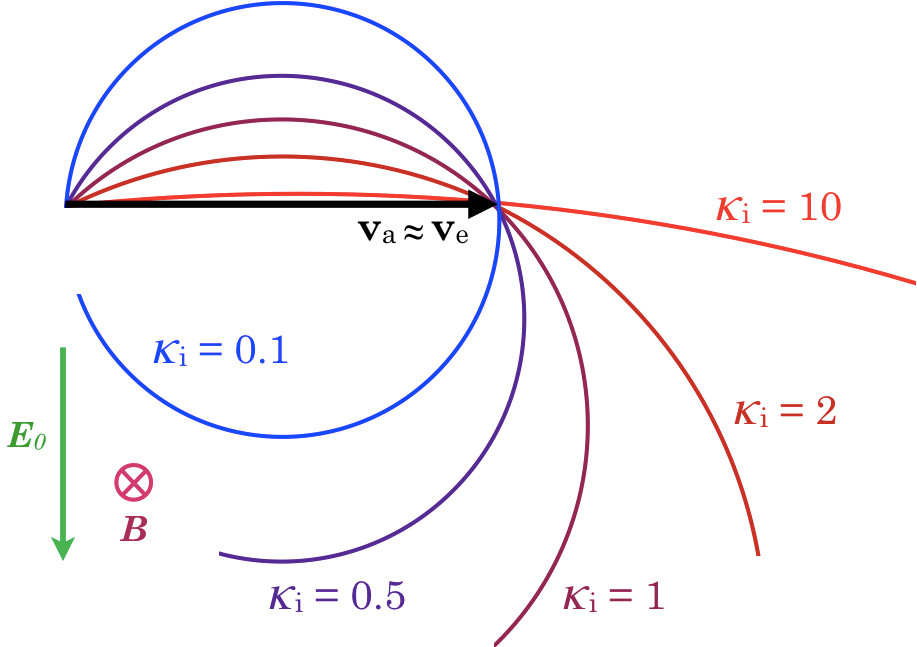 κi = 10
va ≈ ve
κi = 0.1
κi = 2
E0
B
κi = 0.5
κi = 1